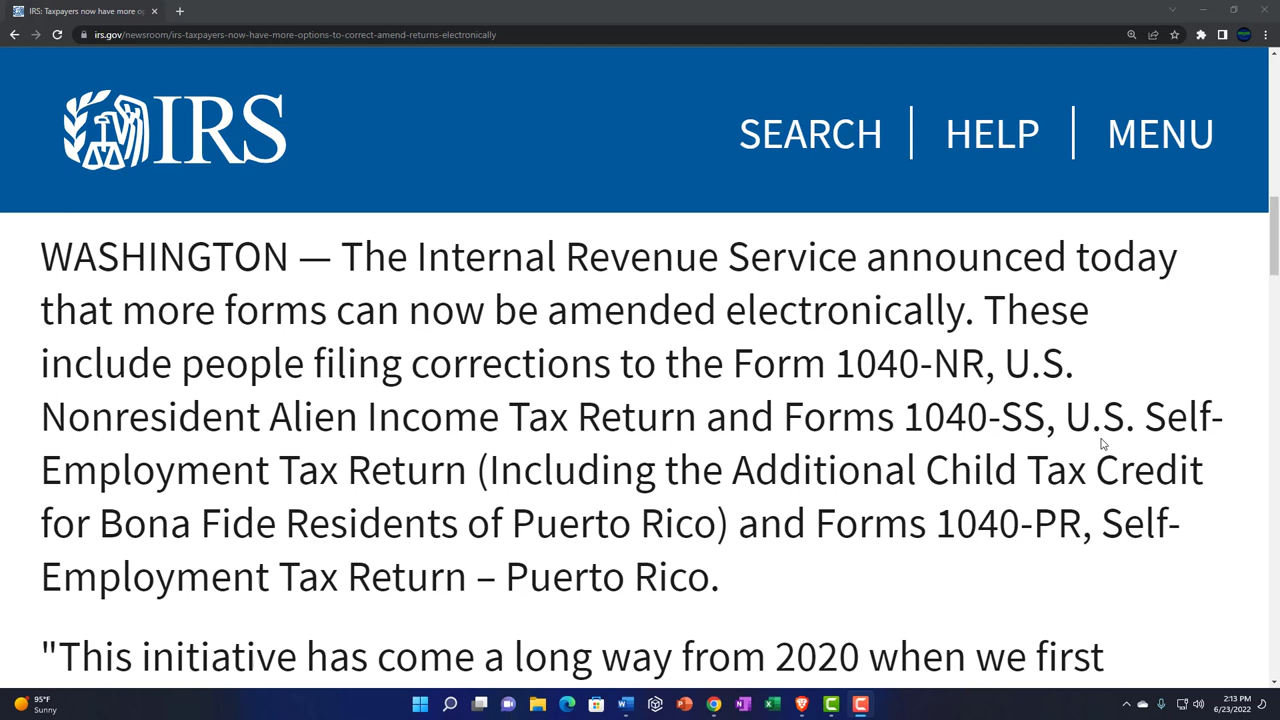 IRS: Taxpayers now have more op
irs.gov/newsroom/irs-taxpayers-now-have-more-options-to-correct-amend-returns-electronically
IRS
SEARCH
HELP
MENU
WASHINGTON — The Internal Revenue Service announced today
that more forms can now be amended electronically. These
include people filing corrections to the Form 1040-NR, U.S.
Nonresident Alien Income Tax Return and Forms 1040-SS, U.S. Self-
Employment Tax Return (Including the Additional Child Tax Credit
for Bona Fide Residents of Puerto Rico) and Forms 1040-PR, Self-
Employment Tax Return – Puerto Rico.
"This initiative has come a long way from 2020 when we first
95°F
Sunny
2:13 PM
6/23/2022